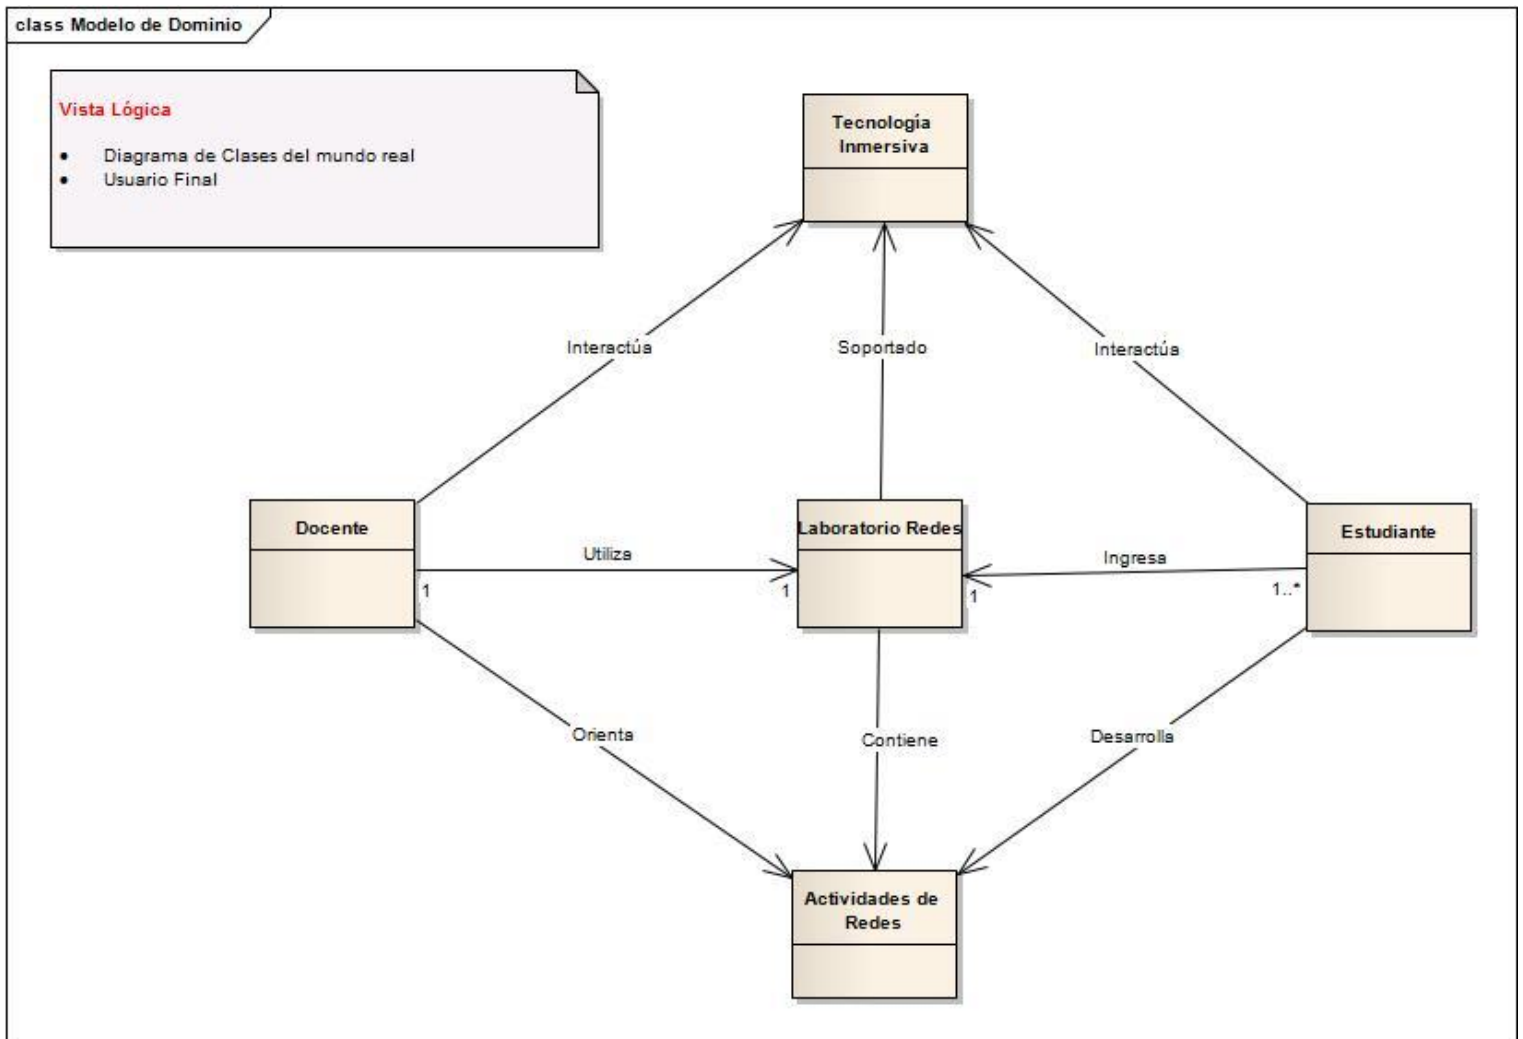 class Modelo de Dominio
Vista Lógica
• Diagrama de Clases del mundo real
• Usuario Final
Tecnología
Inmersiva
Interactúa
Soportado
Interactúa
Docente
Laboratorio Redes
Estudiante
Utiliza
Ingresa
1
1
1
1..*
Orienta
Contiene
Desarrolla
Actividades de
Redes